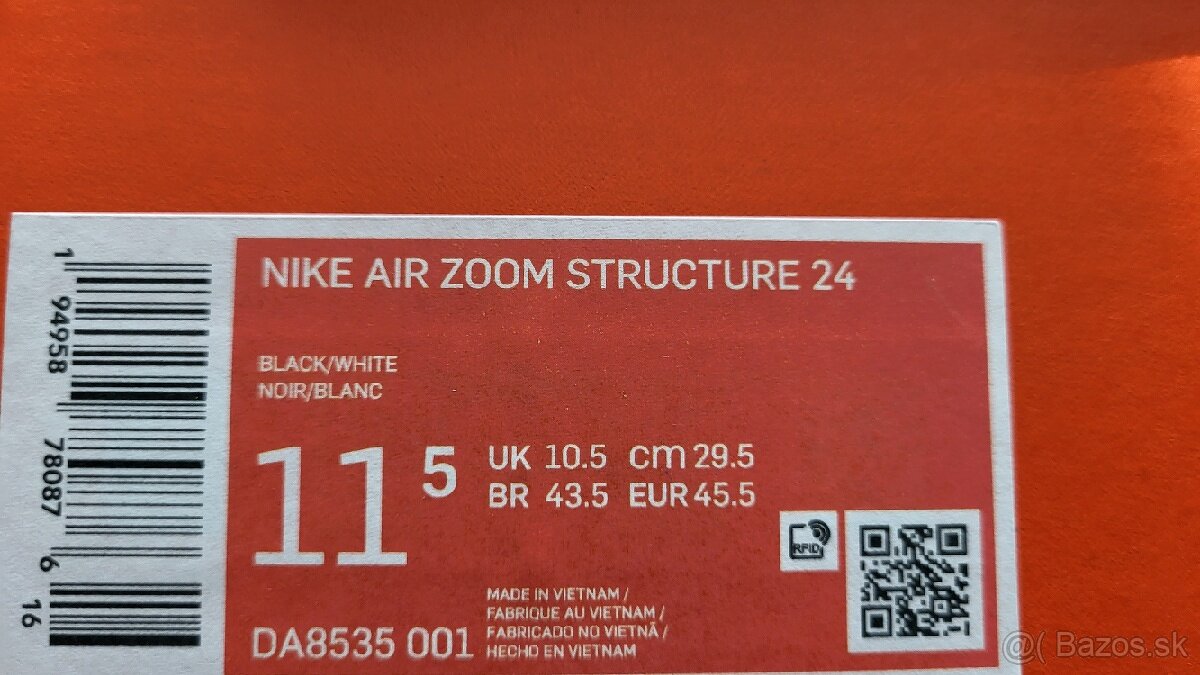 NIKE AIR ZOOM STRUCTURE 24
BLACK/WHITE
NOIR/BLANC
11 5
UK 10.5 cm 29.5
BR 43.5 EUR 45.5
RFID
MADE IN VIETNAM /
FABRIQUE AU VIETNAM /
FABRICADO NO VIETNÃ /
HECHO EN VIETNAM
DA8535 001
1 94958 78087 6 16
@( Bazos.sk